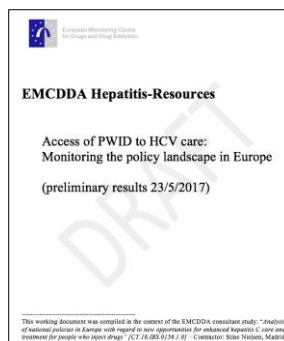 European Monitoring Centre
for Drugs and Drug Addiction
EMCDDA Hepatitis-Resources
Access of PWID to HCV care:
Monitoring the policy landscape in Europe
(preliminary results 23/5/2017)
DRAFT
This working document was compiled in the context of the EMCDDA consultant study: "Analysis
of national policies in Europe with regard to new opportunities for enhanced hepatitis C care and
treatment for people who inject drugs" [CT.16.IBS.0136.1.0] – Contractor: Stine Nielsen, Madrid